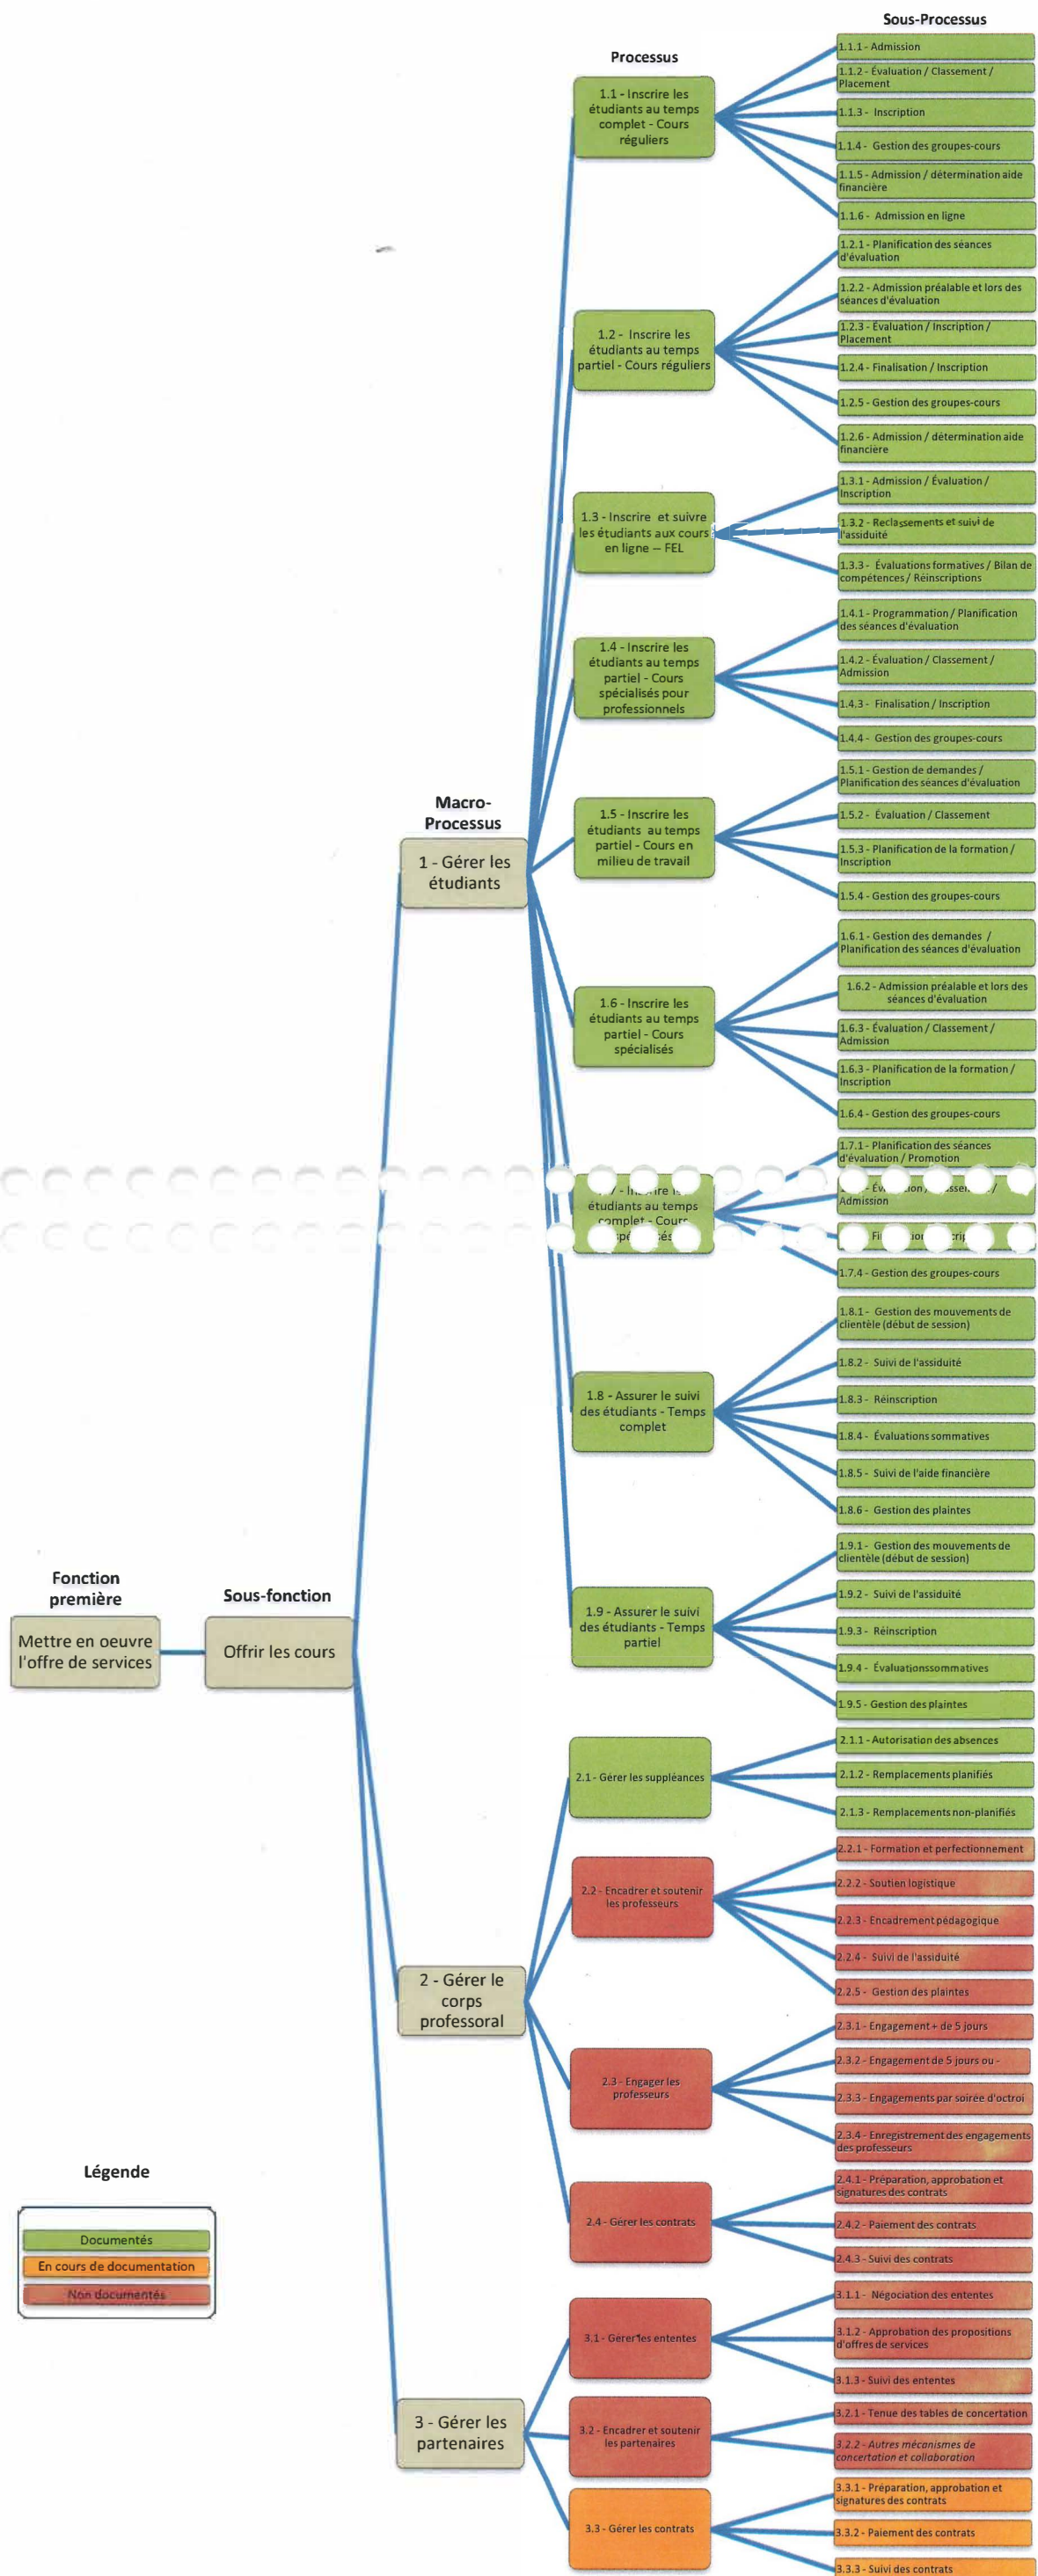 Sous-Processus
Processus
1.1 - Inscrire les
étudiants au temps
complet - Cours
réguliers
1.1.1 - Admission
1.1.2 - Évaluation / Classement /
Placement
1.1.3 - Inscription
1.1.4 - Gestion des groupes-cours
1.1.5 - Admission / détermination aide
financière
1.1.6 - Admission en ligne
1.2 - Inscrire les
étudiants au temps
partiel - Cours réguliers
1.2.1 - Planification des séances
d'évaluation
1.2.2 - Admission préalable et lors des
séances d'évaluation
1.2.3 - Évaluation / Inscription /
Placement
1.2.4 - Finalisation / Inscription
1.2.5 - Gestion des groupes-cours
1.2.6 - Admission / détermination aide
financière
1.3 - Inscrire et suivre
les étudiants aux cours
en ligne -- FEL
1.3.1 - Admission / Évaluation /
Inscription
1.3.2 - Reclassements et suivi de
l'assiduité
1.3.3 - Évaluations formatives / Bilan de
compétences / Réinscriptions
1.4 - Inscrire les
étudiants au temps
partiel - Cours
spécialisés pour
professionnels
1.4.1 - Programmation / Planification
des séances d'évaluation
1.4.2 - Évaluation / Classement /
Admission
1.4.3 - Finalisation / Inscription
1.4.4 - Gestion des groupes-cours
Macro-
Processus
1 - Gérer les
étudiants
1.5 - Inscrire les
étudiants au temps
partiel - Cours en
milieu de travail
1.5.1 - Gestion de demandes /
Planification des séances d'évaluation
1.5.2 - Évaluation / Classement
1.5.3 - Planification de la formation /
Inscription
1.5.4 - Gestion des groupes-cours
1.6 - Inscrire les
étudiants au temps
partiel - Cours
spécialisés
1.6.1 - Gestion des demandes /
Planification des séances d'évaluation
1.6.2 - Admission préalable et lors des
séances d'évaluation
1.6.3 - Évaluation / Classement /
Admission
1.6.3 - Planification de la formation /
Inscription
1.6.4 - Gestion des groupes-cours
étudiants au temps
complet - Cours
1.7.1 - Planification des séances
d'évaluation / Promotion
Admission
1.7.4 - Gestion des groupes-cours
1.8 - Assurer le suivi
des étudiants - Temps
complet
1.8.1 - Gestion des mouvements de
clientèle (début de session)
1.8.2 - Suivi de l'assiduité
1.8.3 - Réinscription
1.8.4 - Évaluations sommatives
1.8.5 - Suivi de l'aide financière
1.8.6 - Gestion des plaintes
Fonction
première
Mettre en oeuvre
l'offre de services
Sous-fonction
Offrir les cours
1.9 - Assurer le suivi
des étudiants - Temps
partiel
1.9.1 - Gestion des mouvements de
clientèle (début de session)
1.9.2 - Suivi de l'assiduité
1.9.3 - Réinscription
1.9.4 - Évaluationssommatives
1.9.5 - Gestion des plaintes
2 - Gérer le
corps
professoral
2.1 - Gérer les suppléances
2.1.1 - Autorisation des absences
2.1.2 - Remplacements planifiés
2.1.3 - Remplacements non-planifiés
2.2 - Encadrer et soutenir
les professeurs
2.2.1 - Formation et perfectionnement
2.2.2 - Soutien logistique
2.2.3 - Encadrement pédagogique
2.2.4 - Suivi de l'assiduité
2.2.5 - Gestion des plaintes
2.3 - Engager les
professeurs
2.3.1 - Engagement + de 5 jours
2.3.2 - Engagement de 5 jours ou -
2.3.3 - Engagements par soirée d'octroi
2.3.4 - Enregistrement des engagements
des professeurs
2.4 - Gérer les contrats
2.4.1 - Préparation, approbation et
signatures des contrats
2.4.2 - Paiement des contrats
2.4.3 - Suivi des contrats
Légende
Documentés
En cours de documentation
Non documentés
3 - Gérer les
partenaires
3.1 - Gérer les ententes
3.1.1 - Négociation des ententes
3.1.2 - Approbation des propositions
d'offres de services
3.1.3 - Suivi des ententes
3.2 - Encadrer et soutenir
les partenaires
3.2.1 - Tenue des tables de concertation
3.2.2 - Autres mécanismes de
concertation et collaboration
3.3 - Gérer les contrats
3.3.1 - Préparation, approbation et
signatures des contrats
3.3.2 - Paiement des contrats
3.3.3 - Suivi des contrats